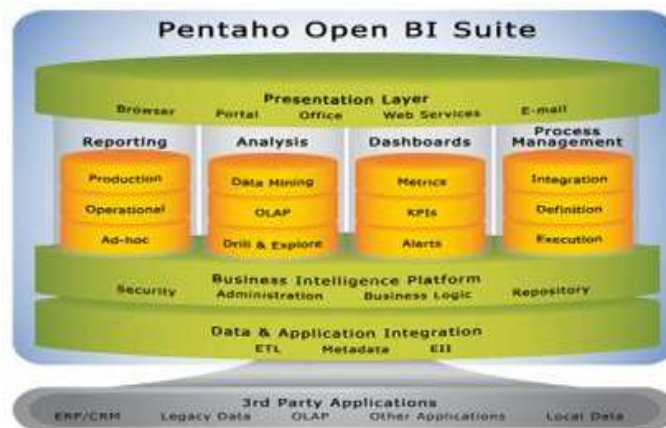 Pentaho Open BI Suite
Presentation Layer
Browser Portal Office Web Services E-mail
Reporting Analysis Dashboards Process Management
Production Data Mining Metrics Integration
Operational OLAP KPIs Definition
Ad-hoc Drill & Explore Alerts Execution
Business Intelligence Platform
Security Administration Business Logic Repository
Data & Application Integration
ETL Metadata EII
3rd Party Applications
ERP/CRM Legacy Data OLAP Other Applications Local Data